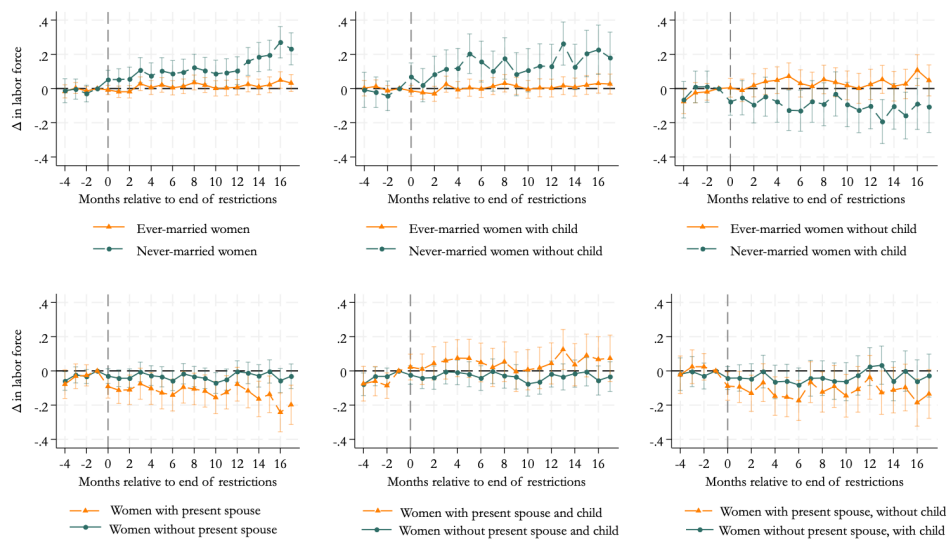 .4 .4 .4
.2 .2 .2
0 0 0
-.2 -.2 -.2
-.4 -.4 -.4
Δ in labor force
-4 -2 0 2 4 6 8 10 12 14 16 -4 -2 0 2 4 6 8 10 12 14 16 -4 -2 0 2 4 6 8 10 12 14 16
Months relative to end of restrictions Months relative to end of restrictions Months relative to end of restrictions
Ever-married women Ever-married women with child Ever-married women without child
Never-married women Never-married women without child Never-married women with child
.4 .4 .4
.2 .2 .2
0 0 0
-.2 -.2 -.2
-.4 -.4 -.4
Δ in labor force
-4 -2 0 2 4 6 8 10 12 14 16 -4 -2 0 2 4 6 8 10 12 14 16 -4 -2 0 2 4 6 8 10 12 14 16
Months relative to end of restrictions Months relative to end of restrictions Months relative to end of restrictions
Women with present spouse Women with present spouse and child Women with present spouse, without child
Women without present spouse Women without present spouse and child Women without present spouse, with child